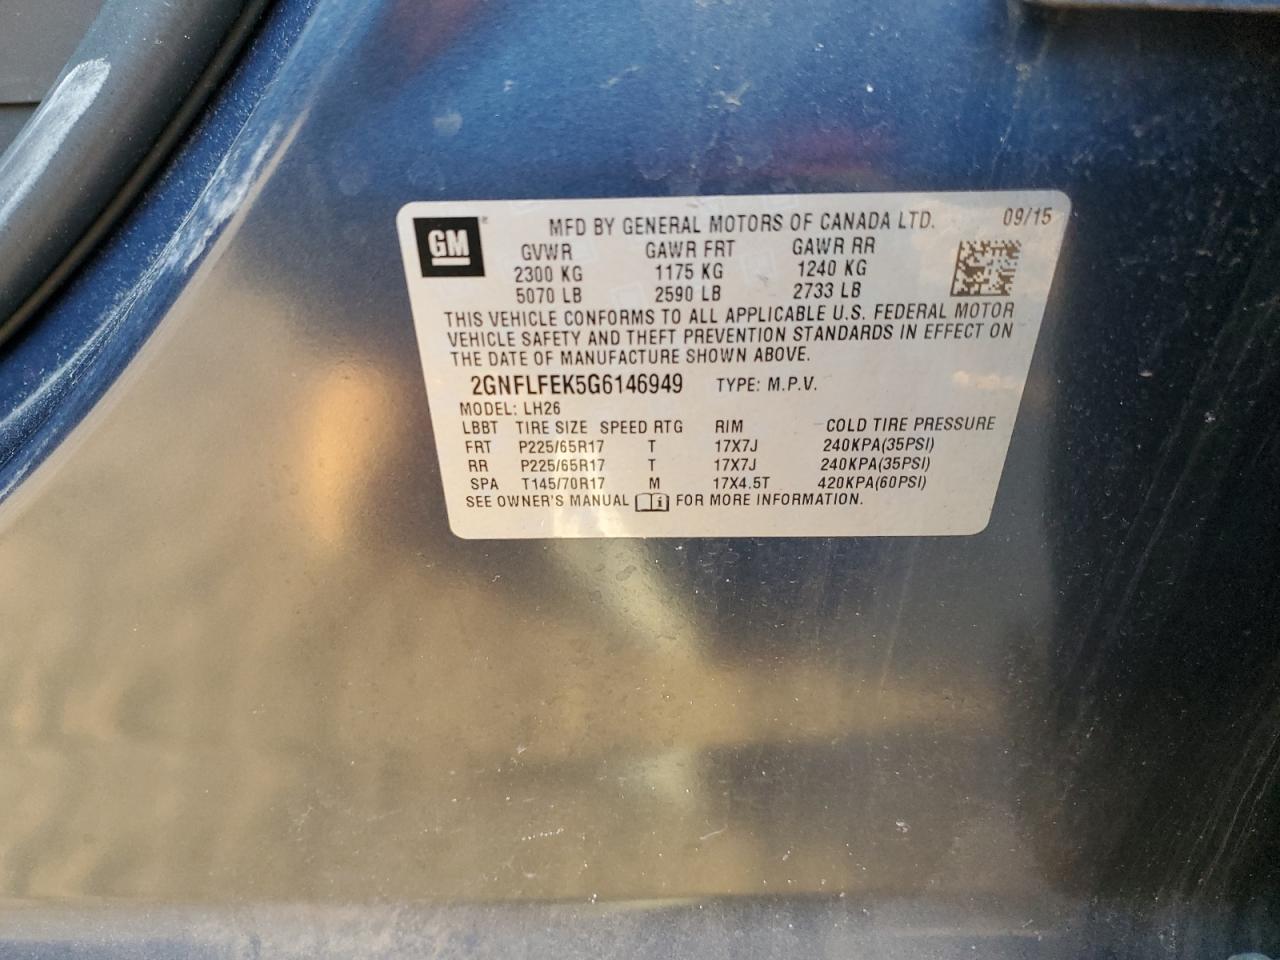 GM®
MFD BY GENERAL MOTORS OF CANADA LTD. 09/15
GVWR GAWR FRT GAWR RR
2300 KG 1175 KG 1240 KG
5070 LB 2590 LB 2733 LB
THIS VEHICLE CONFORMS TO ALL APPLICABLE U.S. FEDERAL MOTOR
VEHICLE SAFETY AND THEFT PREVENTION STANDARDS IN EFFECT ON
THE DATE OF MANUFACTURE SHOWN ABOVE.
2GNFLFEK5G6146949 TYPE: M.P.V.
MODEL: LH26
LBBT TIRE SIZE SPEED RTG RIM COLD TIRE PRESSURE
FRT P225/65R17 T 17X7J 240KPA(35PSI)
RR P225/65R17 T 17X7J 240KPA(35PSI)
SPA T145/70R17 M 17X4.5T 420KPA(60PSI)
SEE OWNER'S MANUAL i FOR MORE INFORMATION.